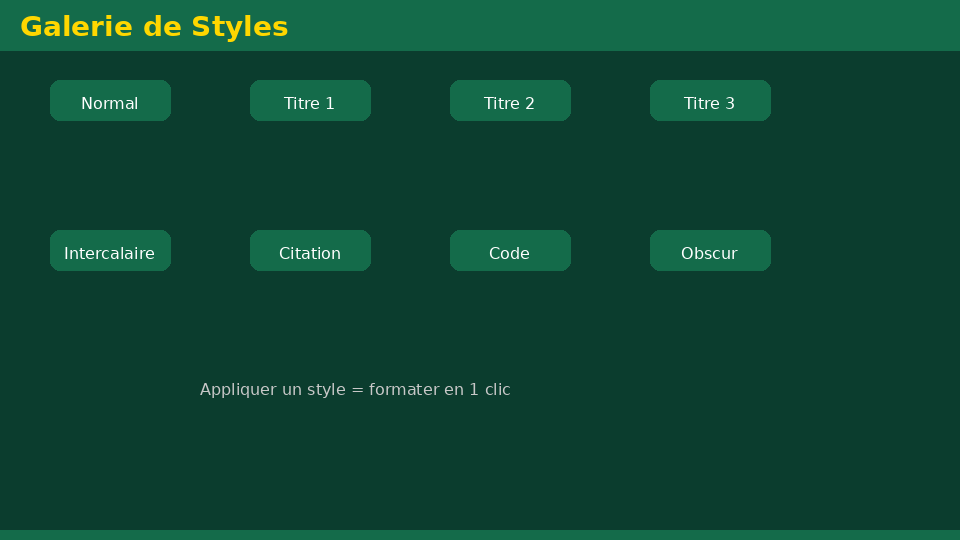 Galerie de Styles
Normal
Titre 1
Titre 2
Titre 3
Intercalaire
Citation
Code
Obscur
Appliquer un style = formater en 1 clic